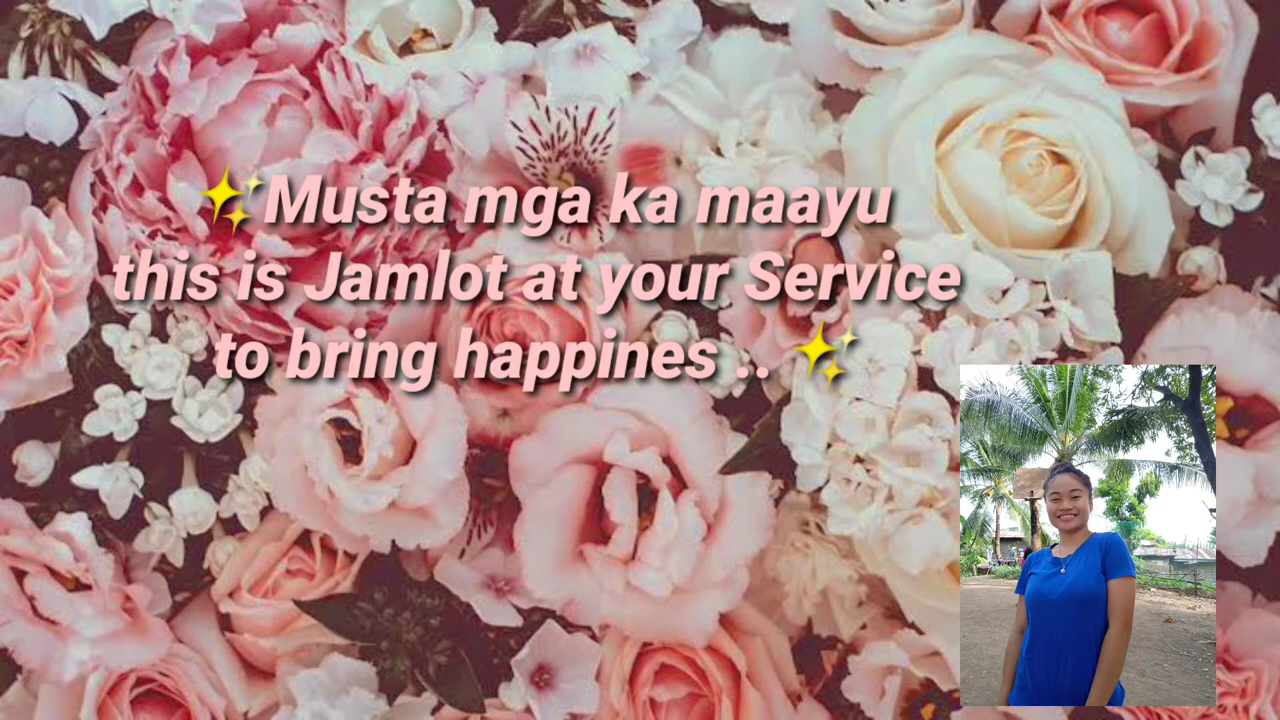 ✨Musta mga ka maayu
this is Jamlot at your Service
to bring happines .. ✨